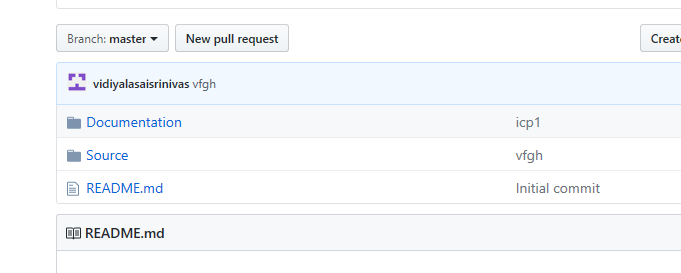 Branch: master New pull request Create
vidiyalasaisrinivas vfgh
Documentation icp1
Source vfgh
README.md Initial commit
README.md